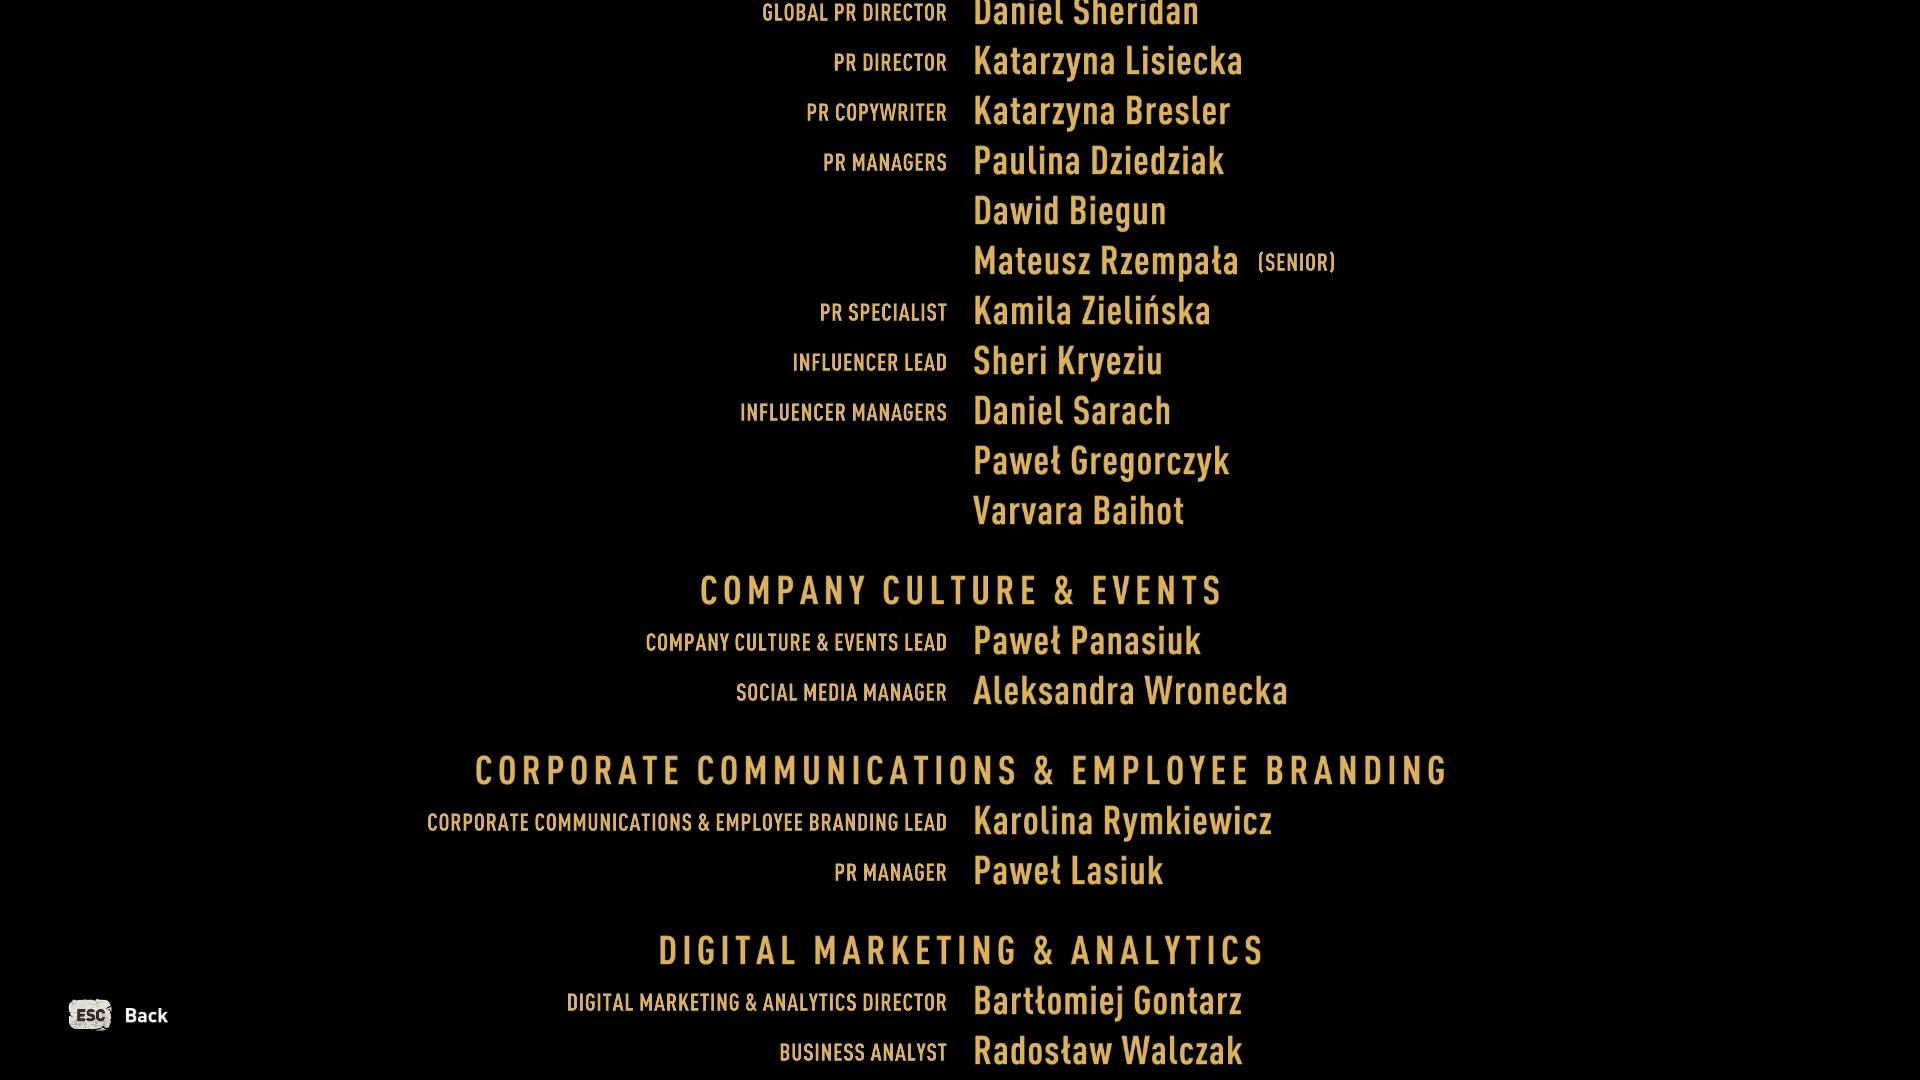 GLOBAL PR DIRECTOR Daniel Sheridan
PR DIRECTOR Katarzyna Lisiecka
PR COPYWRITER Katarzyna Bresler
PR MANAGERS Paulina Dziedziak
Dawid Biegun
Mateusz Rzempała (SENIOR)
PR SPECIALIST Kamila Zielińska
INFLUENCER LEAD Sheri Kryeziu
INFLUENCER MANAGERS Daniel Sarach
Paweł Gregorczyk
Varvara Baihot
COMPANY CULTURE & EVENTS
COMPANY CULTURE & EVENTS LEAD Paweł Panasiuk
SOCIAL MEDIA MANAGER Aleksandra Wronecka
CORPORATE COMMUNICATIONS & EMPLOYEE BRANDING
CORPORATE COMMUNICATIONS & EMPLOYEE BRANDING LEAD Karolina Rymkiewicz
PR MANAGER Paweł Lasiuk
DIGITAL MARKETING & ANALYTICS
DIGITAL MARKETING & ANALYTICS DIRECTOR Bartłomiej Gontarz
BUSINESS ANALYST Radosław Walczak
ESC Back